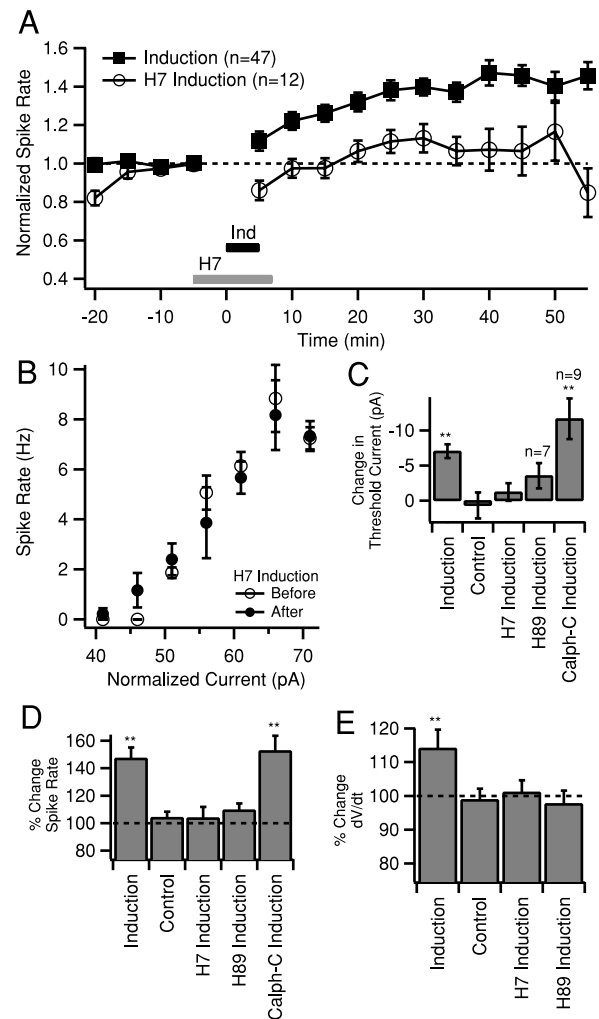 A
Induction (n=47)
H7 Induction (n=12)
Normalized Spike Rate
1.6
1.4
1.2
1.0
0.8
0.6
0.4
Ind
H7
-20
-10
0
10
20
30
40
50
Time (min)
B
Spike Rate (Hz)
10
8
6
4
2
0
H7 Induction
Before
After
40
50
60
70
Normalized Current (pA)
C
Change in
Threshold Current (pA)
-10
-5
0
**
n=7
n=9
**
Induction
Control
H7 Induction
H89 Induction
Calph-C Induction
D
% Change
Spike Rate
160
140
120
100
80
**
**
Induction
Control
H7 Induction
H89 Induction
Calph-C Induction
E
% Change
dV/dt
120
110
100
90
80
**
Induction
Control
H7 Induction
H89 Induction